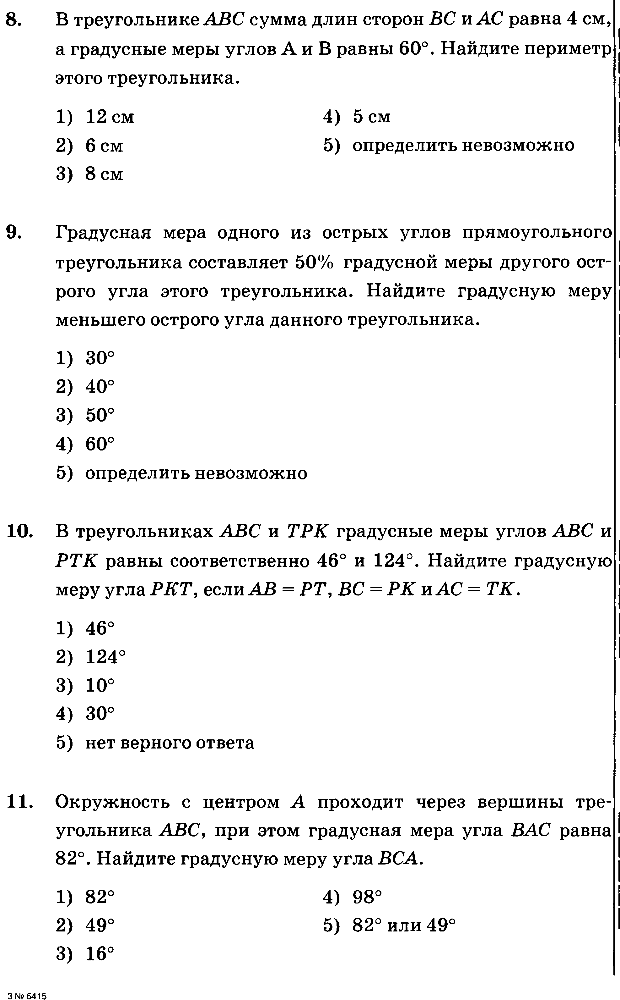 8. В треугольнике ABC сумма длин сторон BC и AC равна 4 см,
а градусные меры углов А и В равны 60°. Найдите периметр
этого треугольника.
1) 12 см 4) 5 см
2) 6 см 5) определить невозможно
3) 8 см
9. Градусная мера одного из острых углов прямоугольного
треугольника составляет 50% градусной меры другого ост-
рого угла этого треугольника. Найдите градусную меру
меньшего острого угла данного треугольника.
1) 30°
2) 40°
3) 50°
4) 60°
5) определить невозможно
10. В треугольниках ABC и TPK градусные меры углов ABC и
PTK равны соответственно 46° и 124°. Найдите градусную
меру угла PKT, если AB = PT, BC = PK и AC = TK.
1) 46°
2) 124°
3) 10°
4) 30°
5) нет верного ответа
11. Окружность с центром A проходит через вершины тре-
угольника ABC, при этом градусная мера угла BAC равна
82°. Найдите градусную меру угла BCA.
1) 82° 4) 98°
2) 49° 5) 82° или 49°
3) 16°
3 № 6415